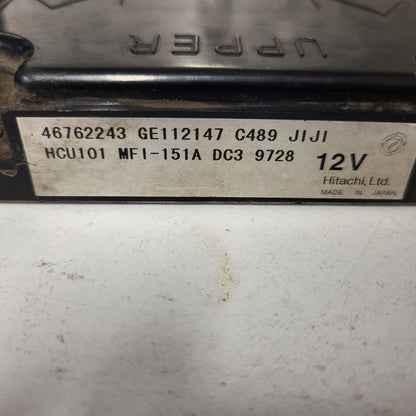 UPPER
46762243 GE112147 C489 JIJI
HCU101 MFI-151A DC3 9728 12V
Hitachi, Ltd.
MADE IN JAPAN